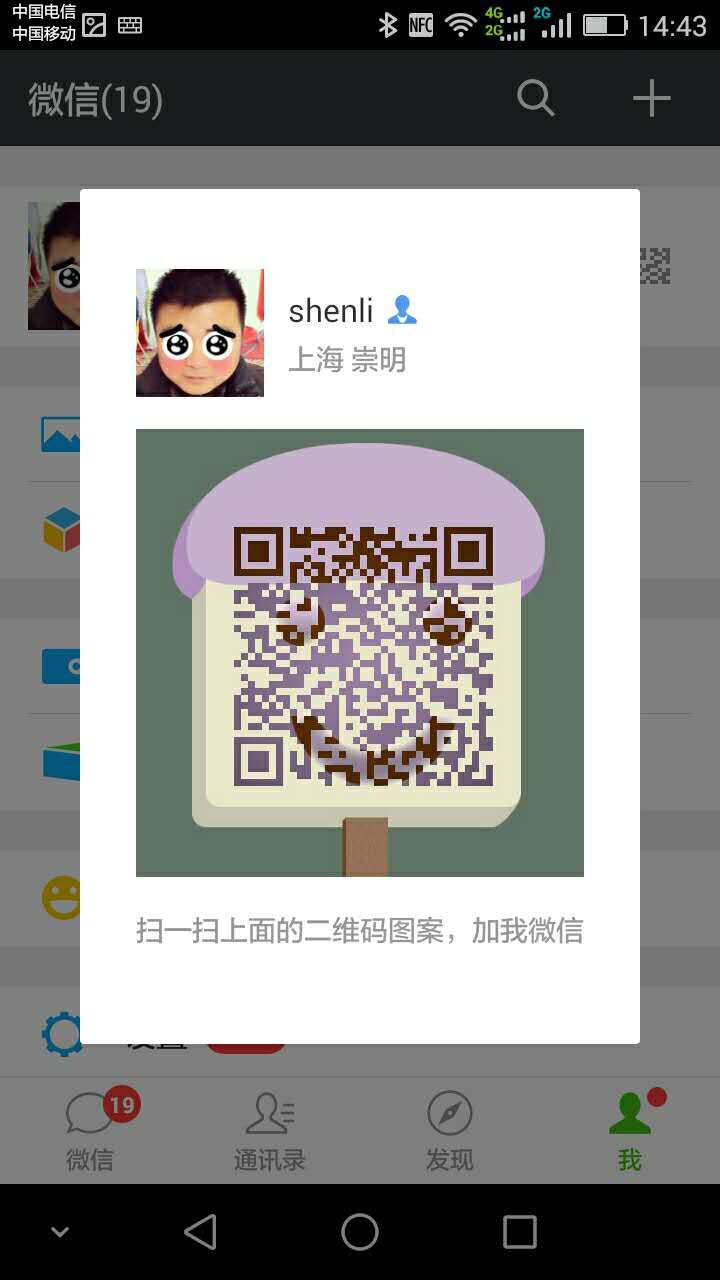 中国电信
中国移动
NFC
4G
2G
2G
14:43
微信(19)
shenli
上海 崇明
扫一扫上面的二维码图案，加我微信
设置
19
微信
通讯录
发现
我